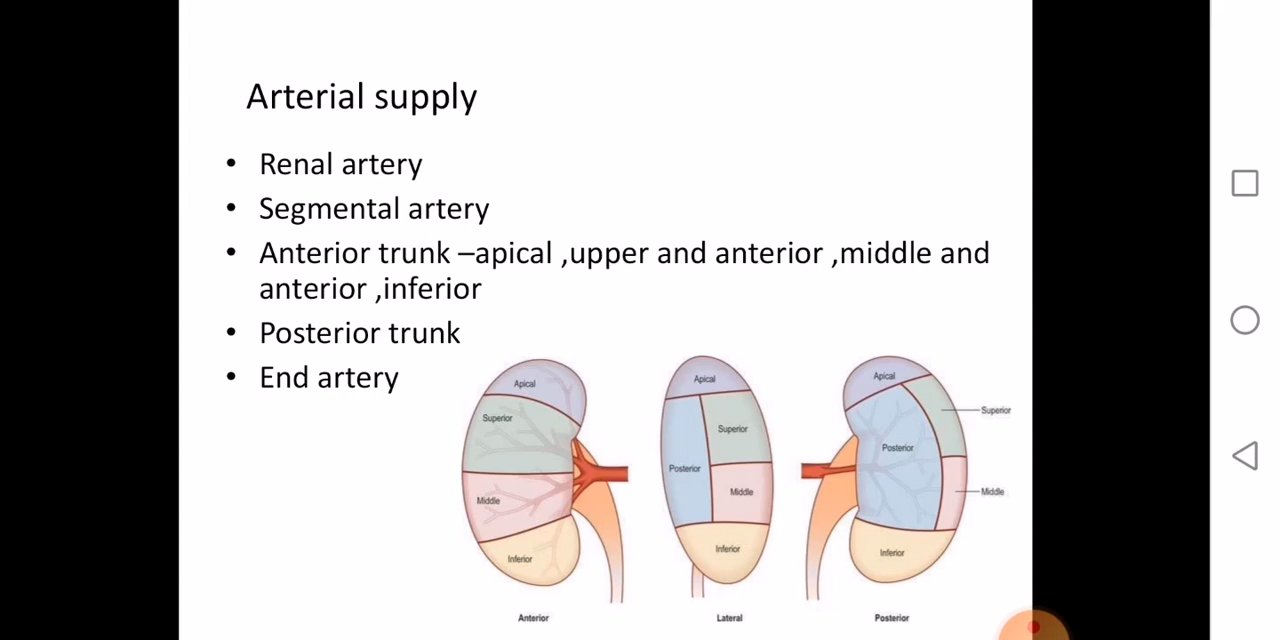 Arterial supply
• Renal artery
• Segmental artery
• Anterior trunk –apical ,upper and anterior ,middle and
anterior ,inferior
• Posterior trunk
• End artery
Apical
Superior
Middle
Inferior
Anterior
Apical
Superior
Posterior
Middle
Inferior
Lateral
Apical
Superior
Posterior
Middle
Inferior
Posterior